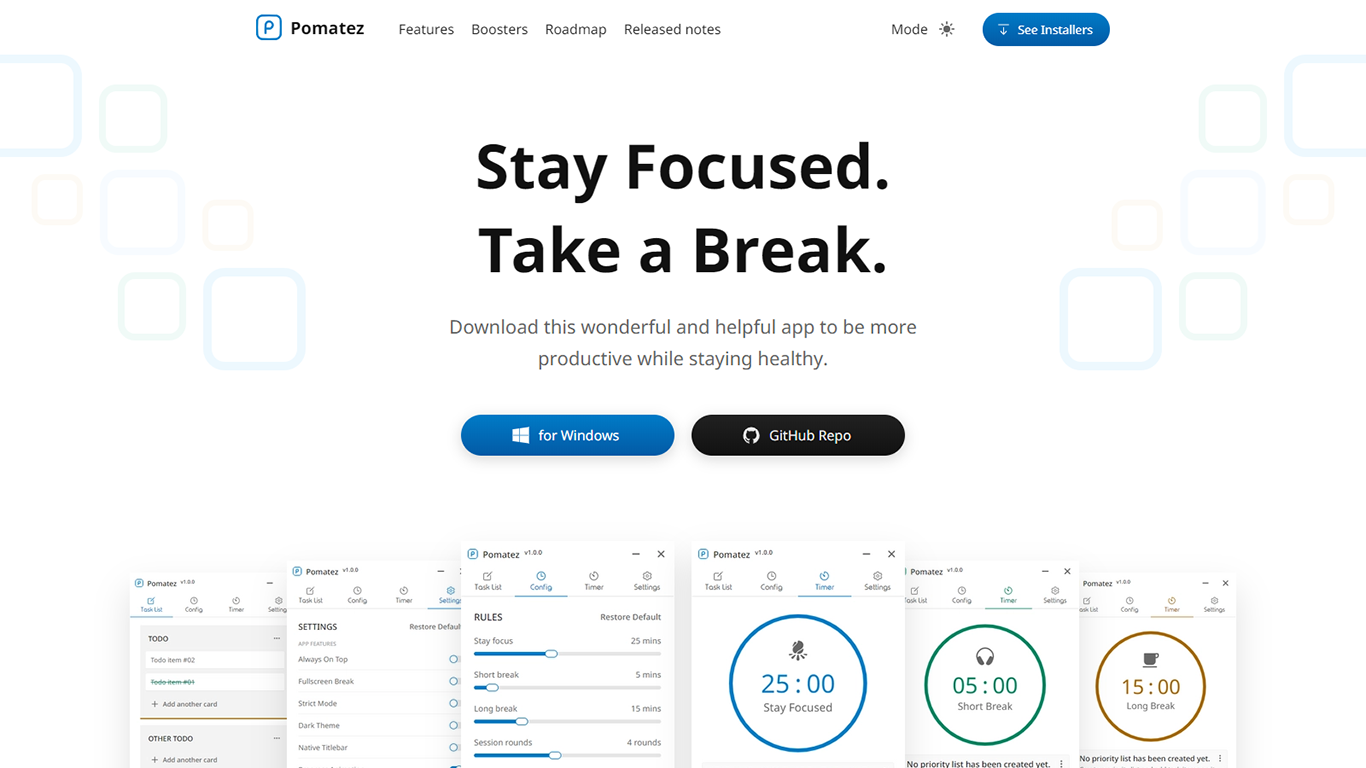 Pomatez
Features Boosters Roadmap Released notes
Mode
See Installers
Stay Focused.
Take a Break.
Download this wonderful and helpful app to be more
productive while staying healthy.
for Windows
GitHub Repo
Pomatez v1.0.0
Task List Config Timer Setting
TODO
Todo item #02
Todo item #01
+ Add another card
OTHER TODO
+ Add another card
Pomatez v1.0.0
Task List Config Timer Settings
SETTINGS Restore Default
APP FEATURES
Always On Top
Fullscreen Break
Strict Mode
Dark Theme
Native Titlebar
Pomatez v1.0.0
Task List Config Timer Settings
RULES Restore Default
Stay focus 25 mins
Short break 5 mins
Long break 15 mins
Session rounds 4 rounds
Pomatez v1.0.0
Task List Config Timer Settings
25 : 00
Stay Focused
Pomatez v1.0.0
ask List Config Timer Settings
05 : 00
Short Break
No priority list has been created yet.
Pomatez v1.0.0
ask List Config Timer Settings
15 : 00
Long Break
No priority list has been created yet.